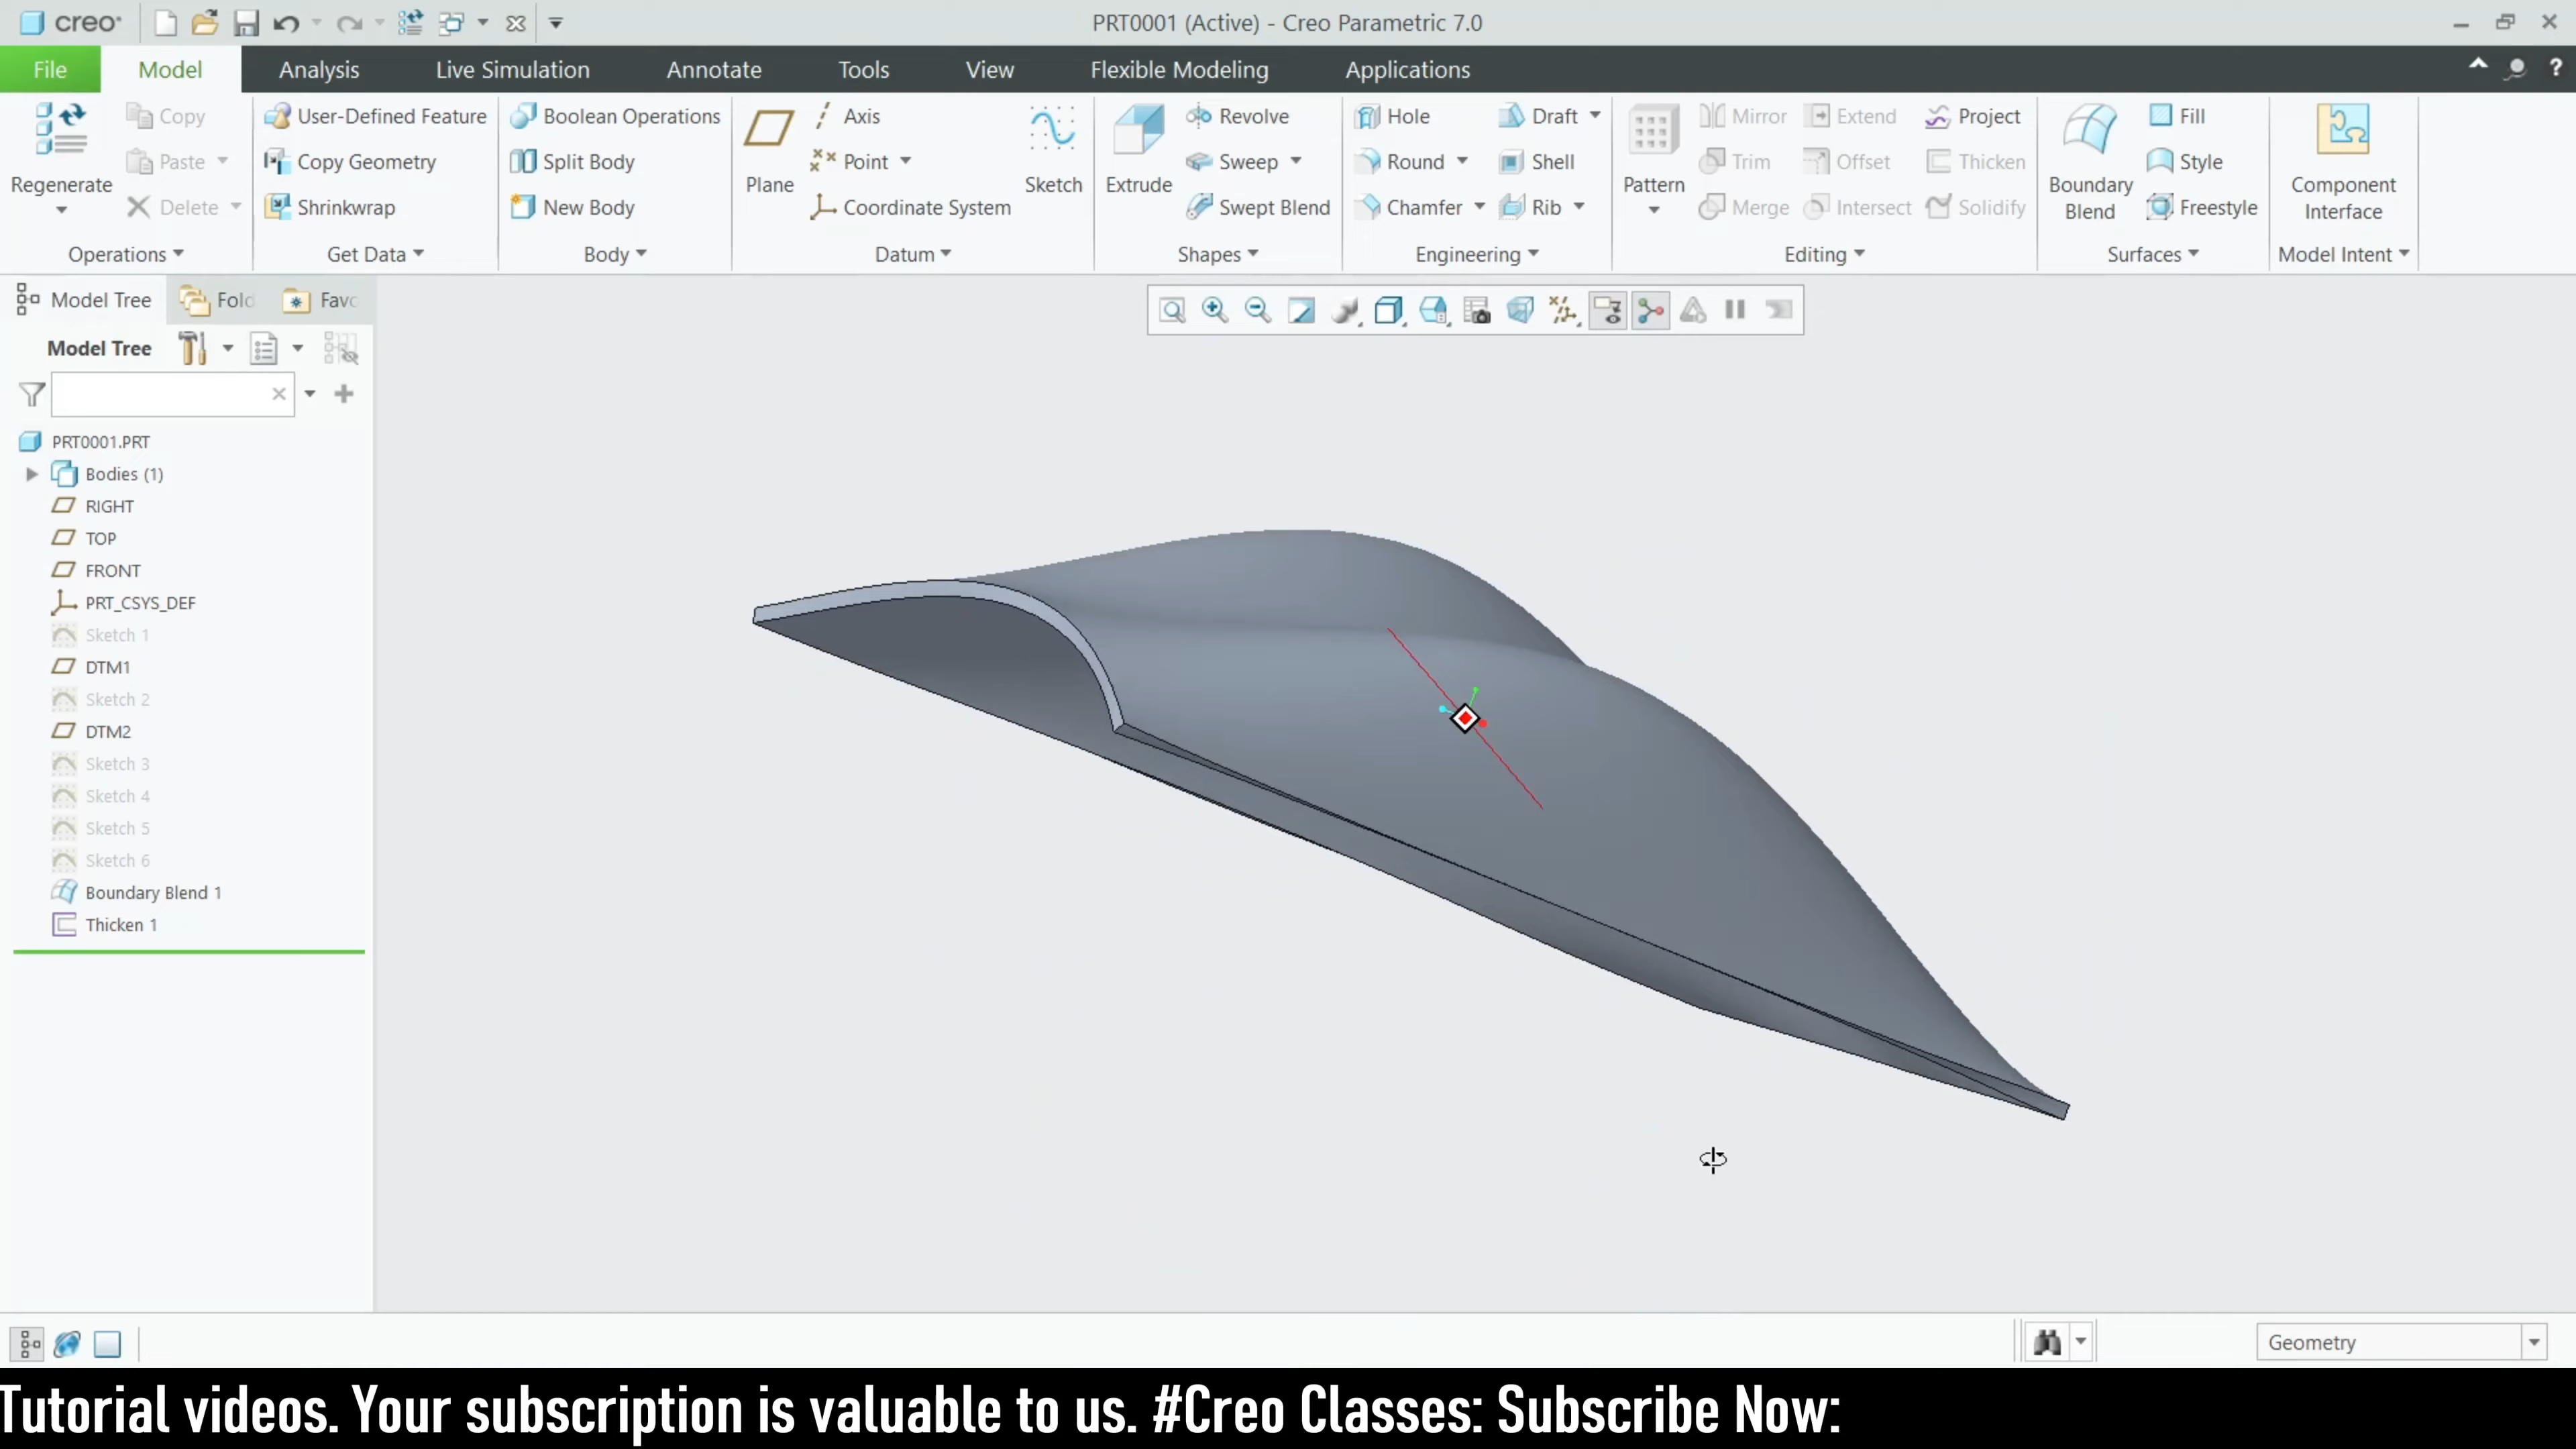 creo
PRT0001 (Active) - Creo Parametric 7.0
File
Model
Analysis
Live Simulation
Annotate
Tools
View
Flexible Modeling
Applications
Regenerate
Copy
Paste
Delete
Operations
User-Defined Feature
Copy Geometry
Shrinkwrap
Get Data
Boolean Operations
Split Body
New Body
Body
Plane
Axis
Point
Coordinate System
Sketch
Datum
Extrude
Revolve
Sweep
Swept Blend
Shapes
Hole
Round
Chamfer
Draft
Shell
Rib
Engineering
Pattern
Mirror
Trim
Merge
Extend
Offset
Intersect
Project
Thicken
Solidify
Editing
Boundary
Blend
Fill
Style
Freestyle
Surfaces
Component
Interface
Model Intent
Model Tree
Fold
Favo
Model Tree
PRT0001.PRT
Bodies (1)
RIGHT
TOP
FRONT
PRT_CSYS_DEF
Sketch 1
DTM1
Sketch 2
DTM2
Sketch 3
Sketch 4
Sketch 5
Sketch 6
Boundary Blend 1
Thicken 1
Geometry
Tutorial videos. Your subscription is valuable to us. #Creo Classes: Subscribe Now: